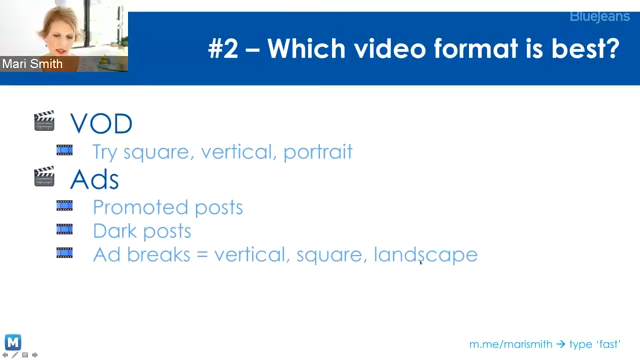 BlueJeans
#2 – Which video format is best?
Mari Smith
VOD
Try square, vertical, portrait
Ads
Promoted posts
Dark posts
Ad breaks = vertical, square, landscape
M
m.me/marismith → type 'fast'